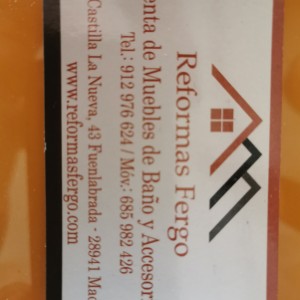 Reformas Fergo
enta de Muebles de Baño y Accesori
Tel.: 912 976 624 / Móv.: 685 982 426
Castilla La Nueva, 43 Fuenlabrada - 28941 Mad
www.reformasfergo.com